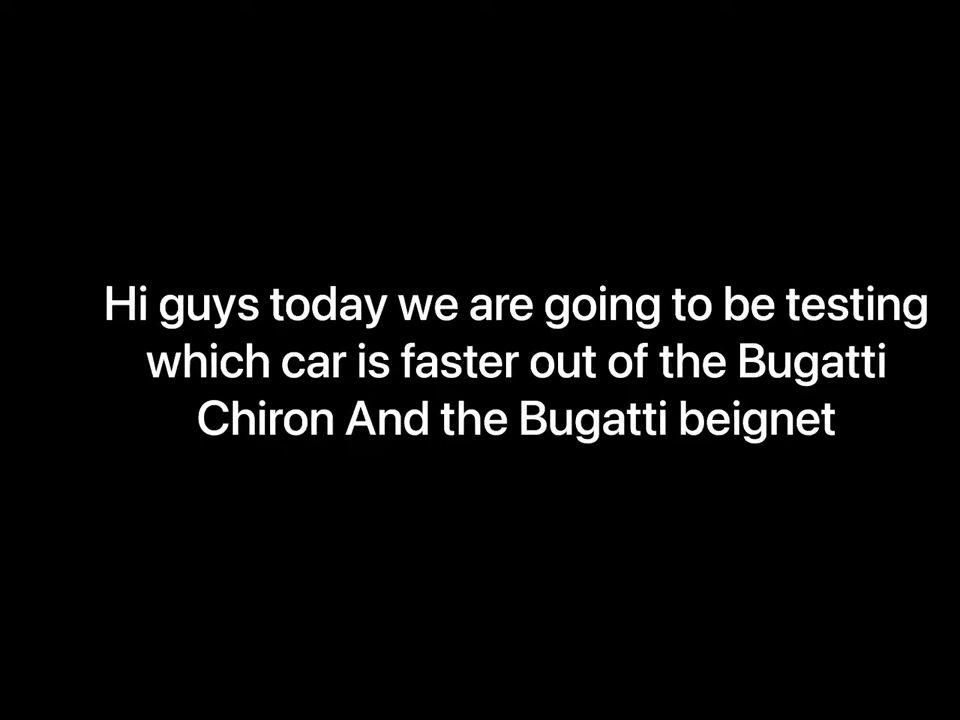 Hi guys today we are going to be testing
which car is faster out of the Bugatti
Chiron And the Bugatti beignet